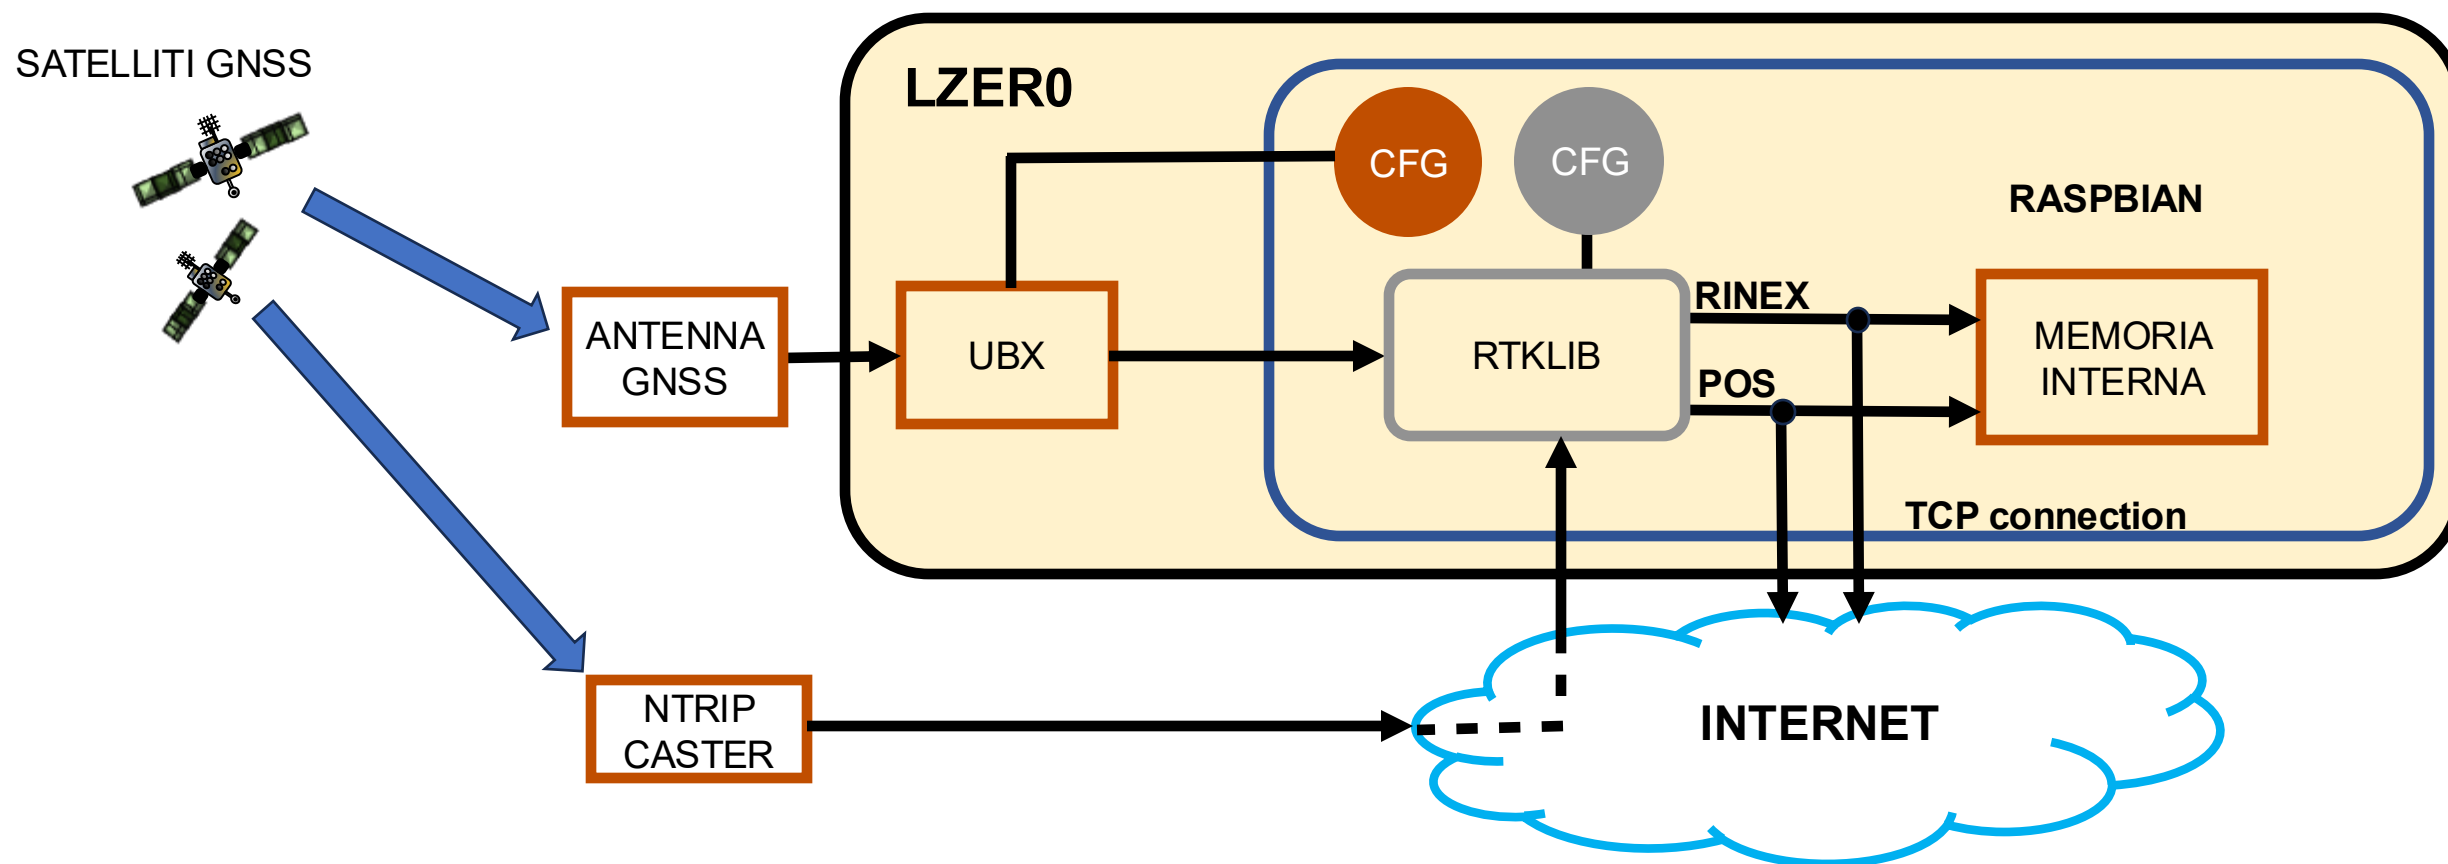 SATELLITI GNSS
LZER0
CFG
CFG
RASPBIAN
ANTENNA
GNSS
UBX
RTKLIB
RINEX
POS
MEMORIA
INTERNA
TCP connection
NTRIP
CASTER
INTERNET